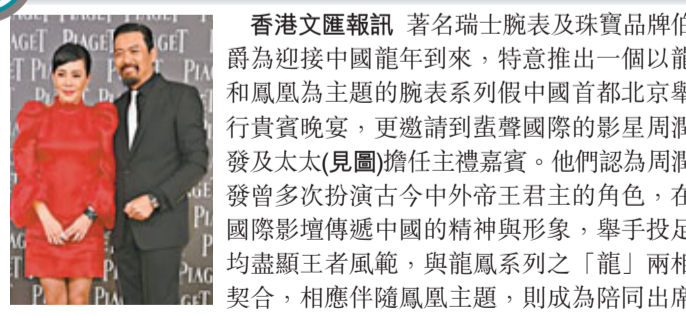 PIAGET PIAGET PIAGET
香港文匯報訊 著名瑞士腕表及珠寶品牌伯
爵為迎接中國龍年到來，特意推出一個以龍
和鳳凰為主題的腕表系列假中國首都北京舉
行貴賓晚宴，更邀請到蜚聲國際的影星周潤
發及太太(見圖)擔任主禮嘉賓。他們認為周潤
發曾多次扮演古今中外帝王君主的角色，在
國際影壇傳遞中國的精神與形象，舉手投足
均盡顯王者風範，與龍鳳系列之「龍」兩相
契合，相應伴隨鳳凰主題，則成為陪同出席